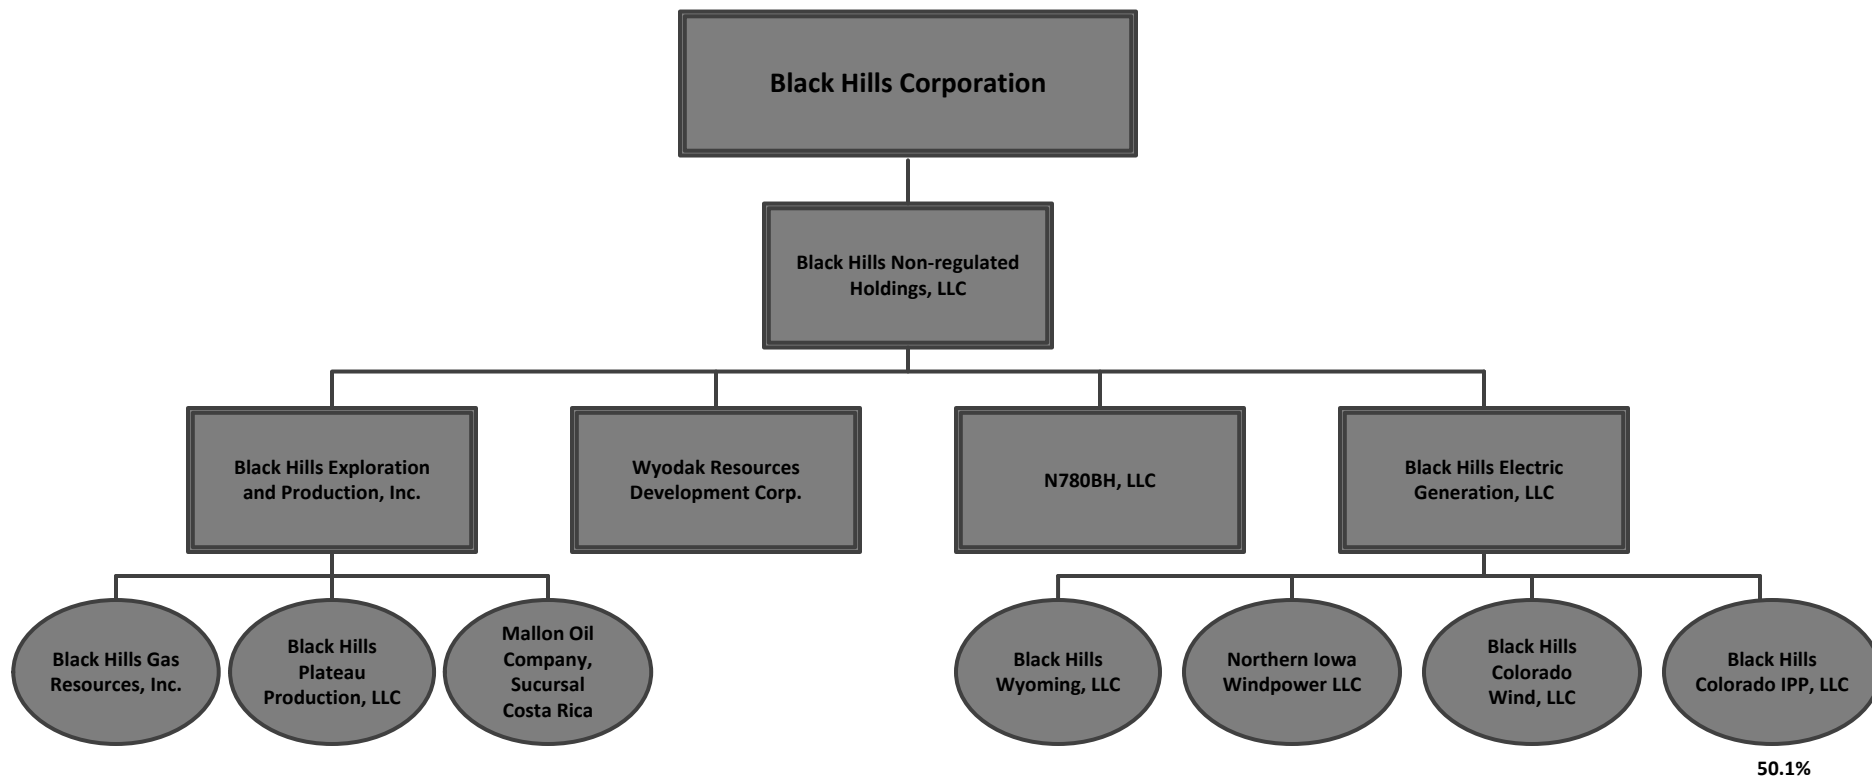 Black Hills Corporation
Black Hills Non-regulated
Holdings, LLC
Black Hills Exploration
and Production, Inc.
Wyodak Resources
Development Corp.
N780BH, LLC
Black Hills Electric
Generation, LLC
Black Hills Gas
Resources, Inc.
Black Hills
Plateau
Production, LLC
Mallon Oil
Company,
Sucursal
Costa Rica
Black Hills
Wyoming, LLC
Northern Iowa
Windpower LLC
Black Hills
Colorado
Wind, LLC
Black Hills
Colorado IPP, LLC
50.1%